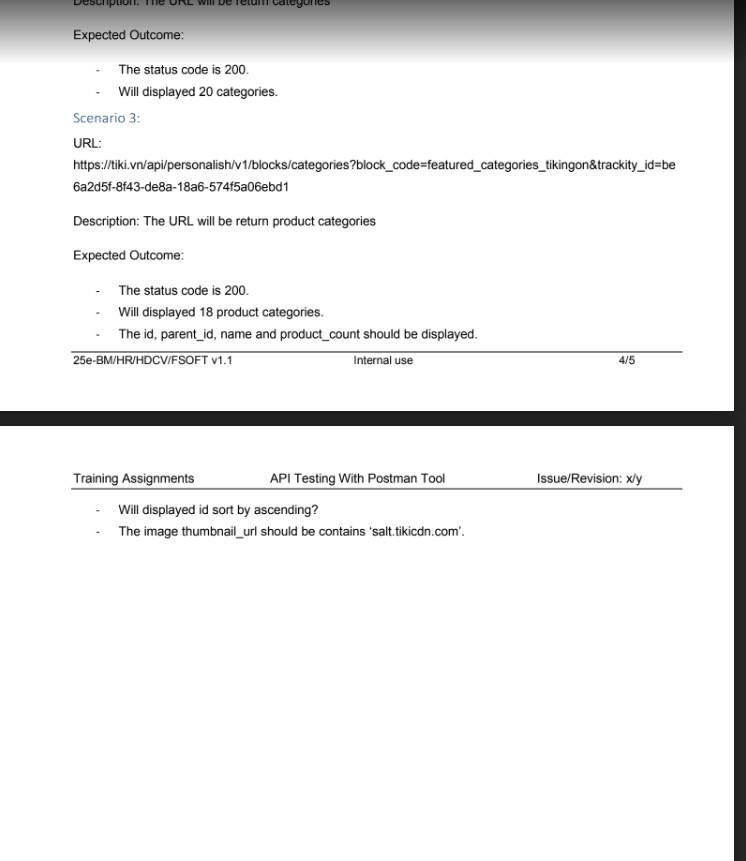 Description: The URL will be return categories
Expected Outcome:
- The status code is 200.
- Will displayed 20 categories.
Scenario 3:
URL:
https://tiki.vn/api/personalish/v1/blocks/categories?block_code=featured_categories_tikingon&trackity_id=be
6a2d5f-8f43-de8a-18a6-574f5a06ebd1
Description: The URL will be return product categories
Expected Outcome:
- The status code is 200.
- Will displayed 18 product categories.
- The id, parent_id, name and product_count should be displayed.
25e-BM/HR/HDCV/FSOFT v1.1 Internal use 4/5
Training Assignments API Testing With Postman Tool Issue/Revision: x/y
- Will displayed id sort by ascending?
- The image thumbnail_url should be contains ‘salt.tikicdn.com’.